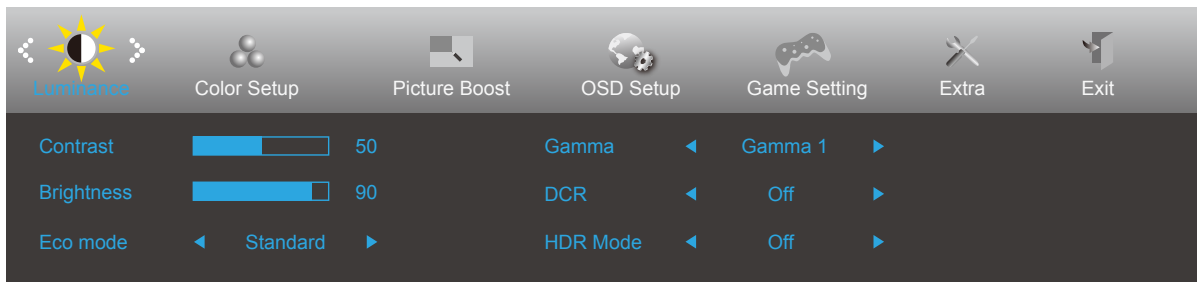 Luminance Color Setup Picture Boost OSD Setup Game Setting Extra Exit
Contrast 50 Gamma Gamma 1
Brightness 90 DCR Off
Eco mode Standard HDR Mode Off